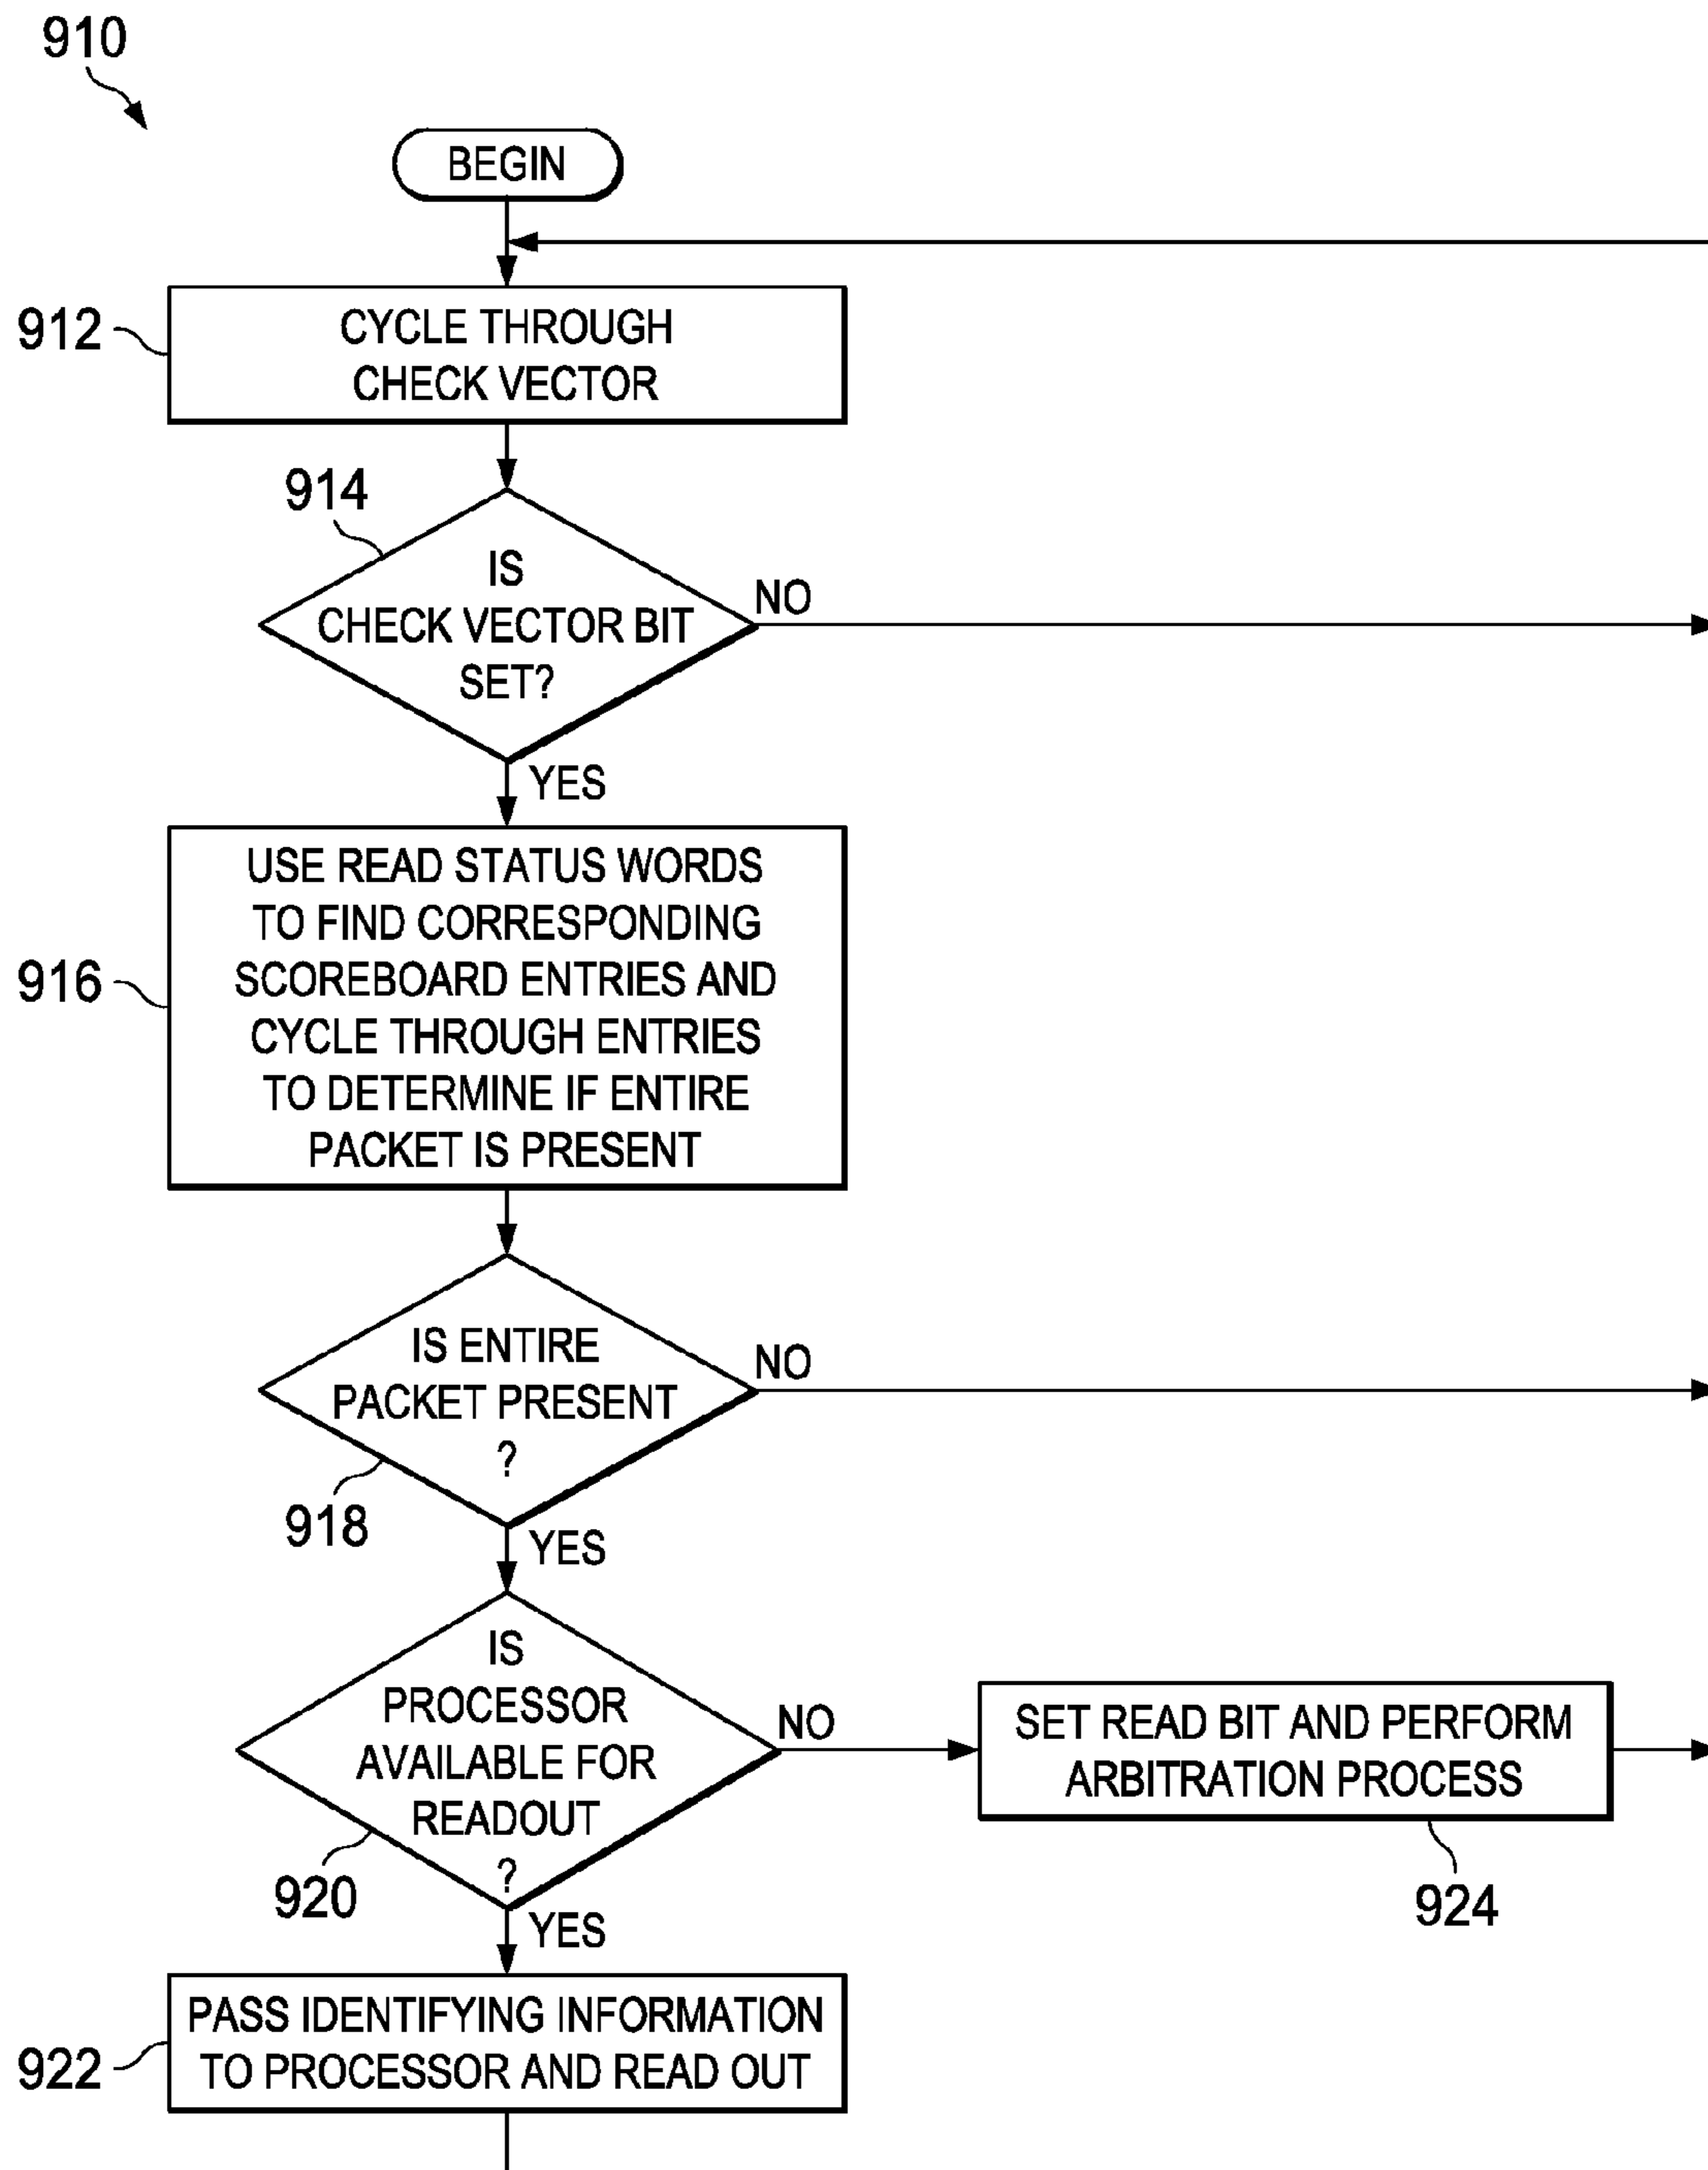 910
BEGIN
912
CYCLE THROUGH
CHECK VECTOR
914
IS
CHECK VECTOR BIT
SET?
NO
YES
916
USE READ STATUS WORDS
TO FIND CORRESPONDING
SCOREBOARD ENTRIES AND
CYCLE THROUGH ENTRIES
TO DETERMINE IF ENTIRE
PACKET IS PRESENT
IS ENTIRE
PACKET PRESENT
?
NO
918
YES
IS
PROCESSOR
AVAILABLE FOR
READOUT
?
NO
920
YES
SET READ BIT AND PERFORM
ARBITRATION PROCESS
924
922
PASS IDENTIFYING INFORMATION
TO PROCESSOR AND READ OUT